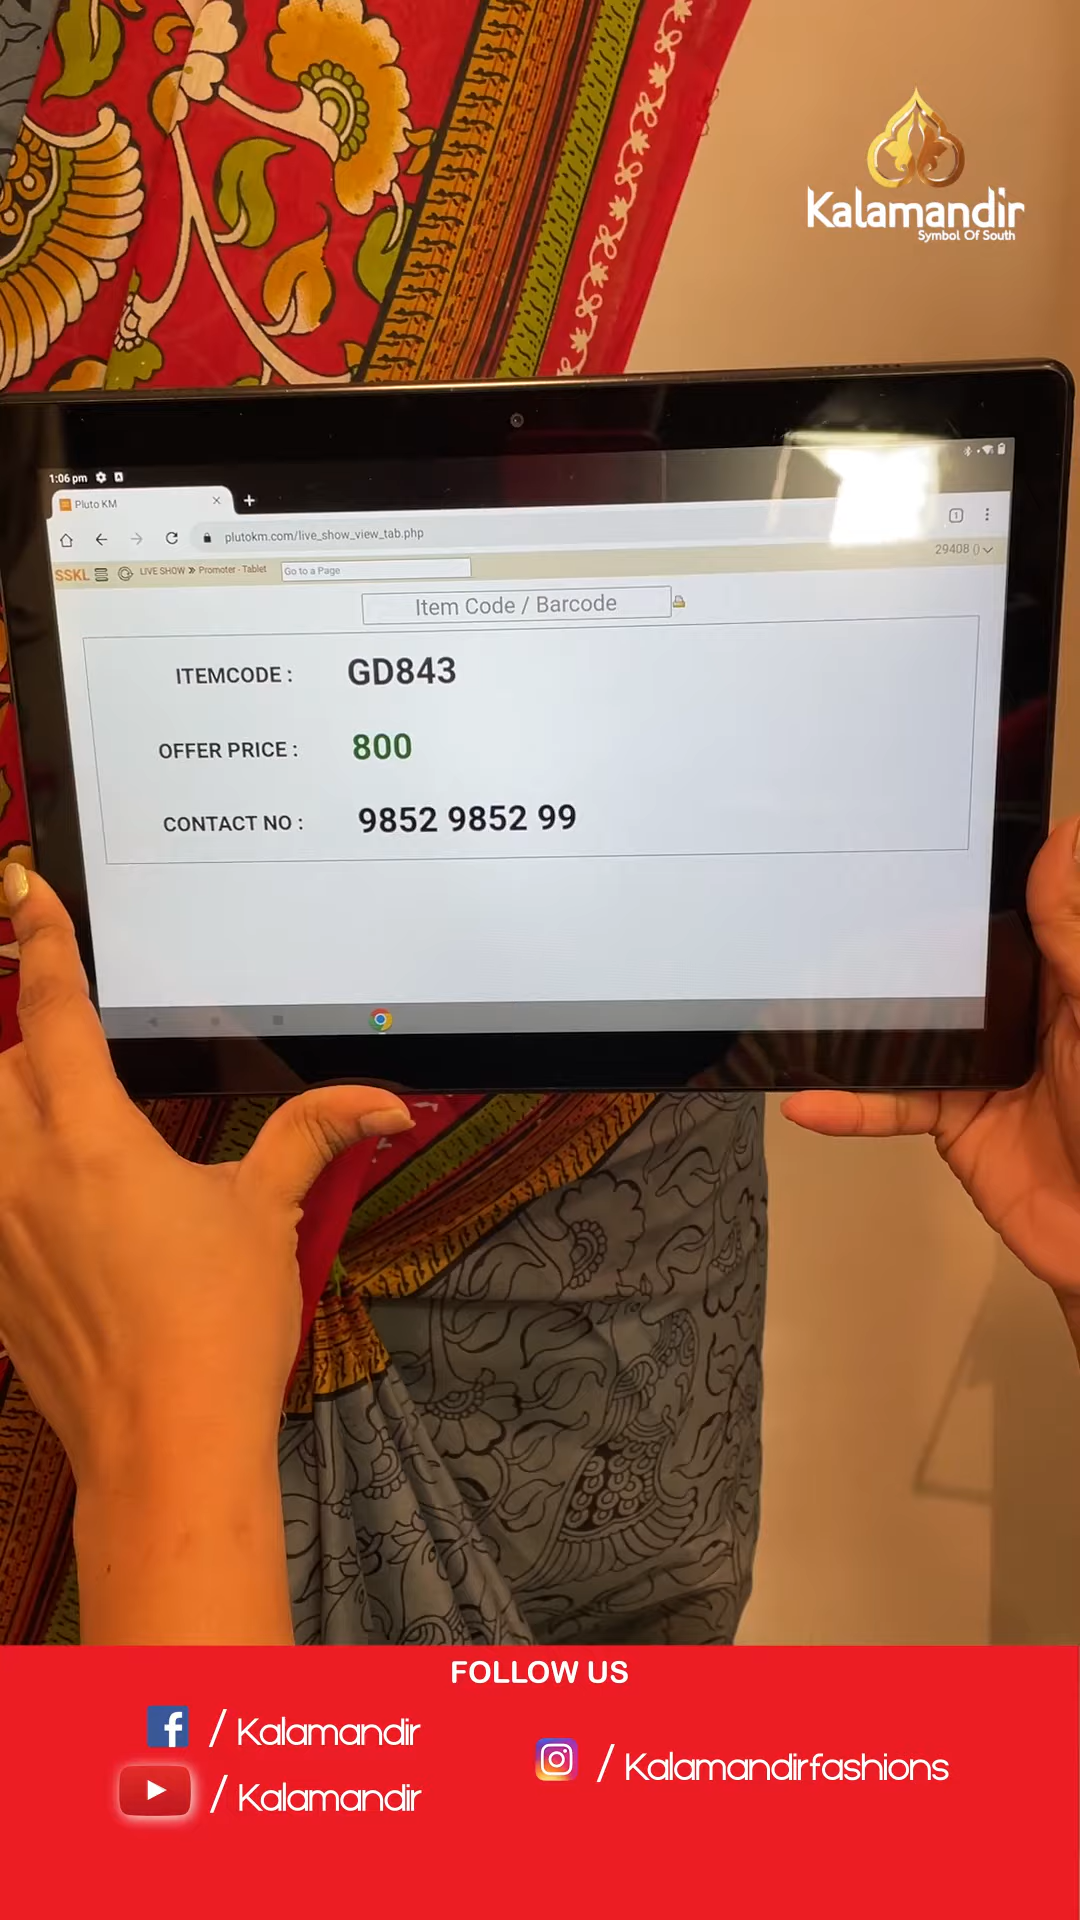 Kalamandir
Symbol Of South
1:06 pm
Pluto KM
plutokm.com/live_show_view_tab.php
1
29408 ()
SSKL
LIVE SHOW » Promoter - Tablet
Go to a Page
Item Code / Barcode
ITEMCODE : GD843
OFFER PRICE : 800
CONTACT NO : 9852 9852 99
FOLLOW US
/ Kalamandir
/ Kalamandir
/ Kalamandirfashions